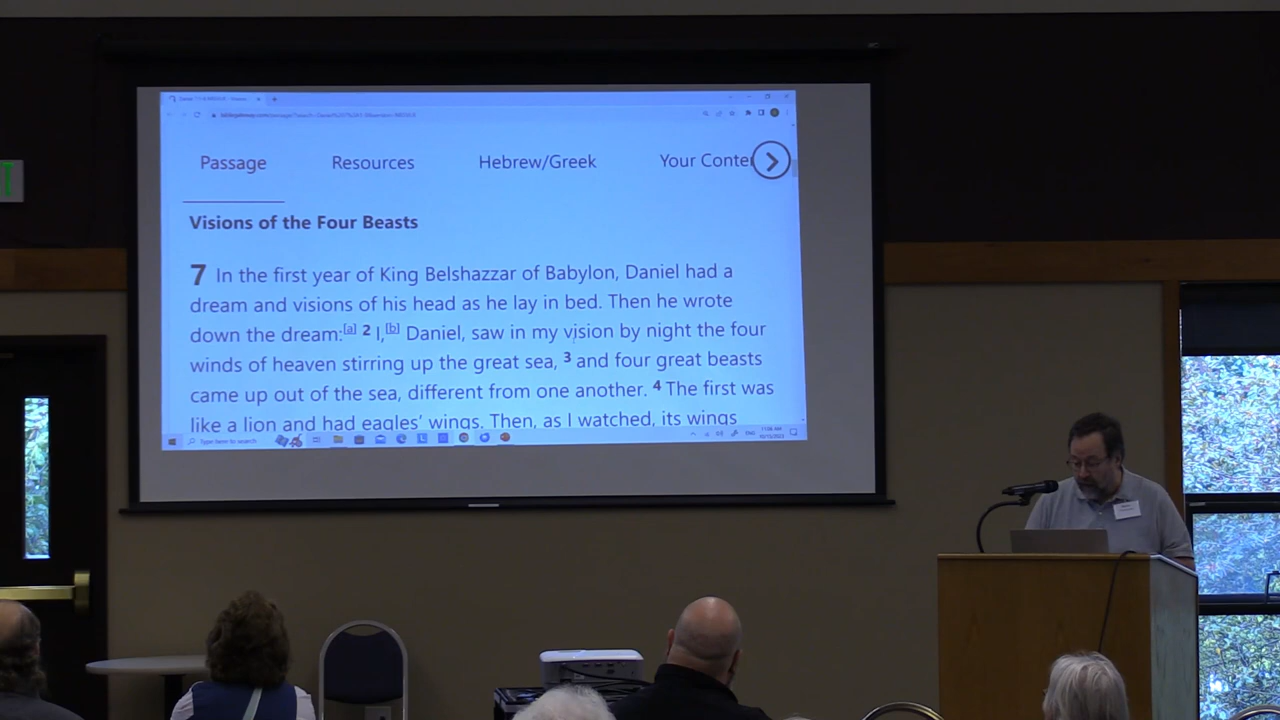 Passage
Resources
Hebrew/Greek
Your Conte
Visions of the Four Beasts
7 In the first year of King Belshazzar of Babylon, Daniel had a
dream and visions of his head as he lay in bed. Then he wrote
down the dream:[a] 2 I,[b] Daniel, saw in my vision by night the four
winds of heaven stirring up the great sea, 3 and four great beasts
came up out of the sea, different from one another. 4 The first was
like a lion and had eagles' wings. Then, as I watched, its wings
Type here to search